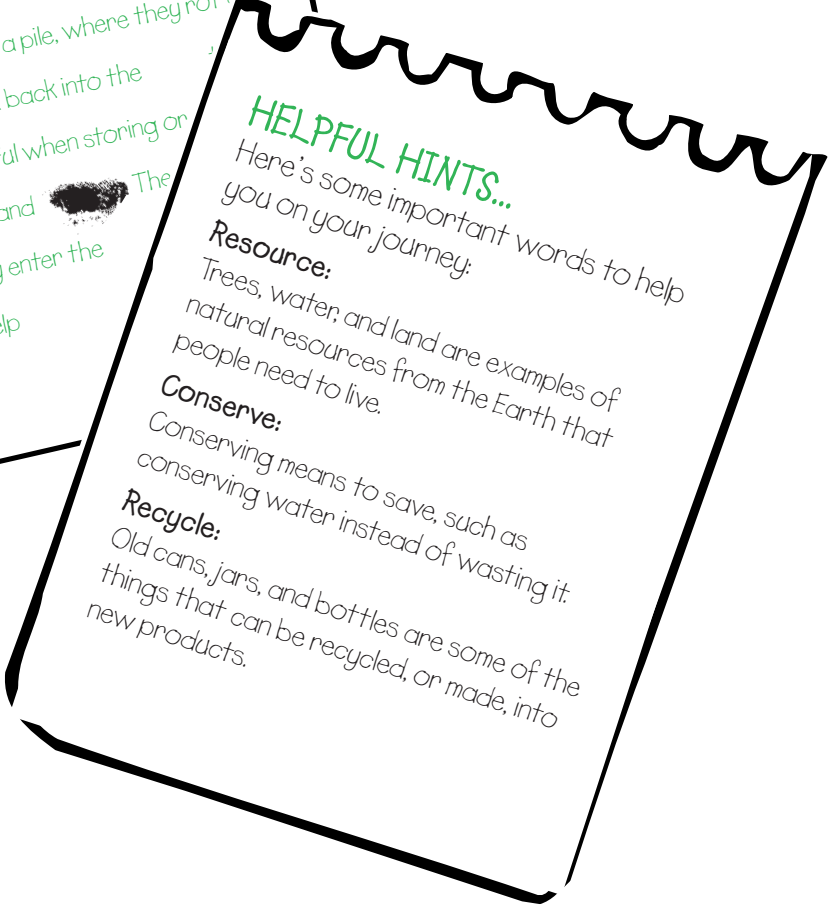 a pile, where they rot
back into the
ul when storing or
and The
enter the
elp
HELPFUL HINTS...
Here's some important words to help
you on your journey:
Resource:
Trees, water, and land are examples of
natural resources from the Earth that
people need to live.
Conserve:
Conserving means to save, such as
conserving water instead of wasting it.
Recycle:
Old cans, jars, and bottles are some of the
things that can be recycled, or made, into
new products.